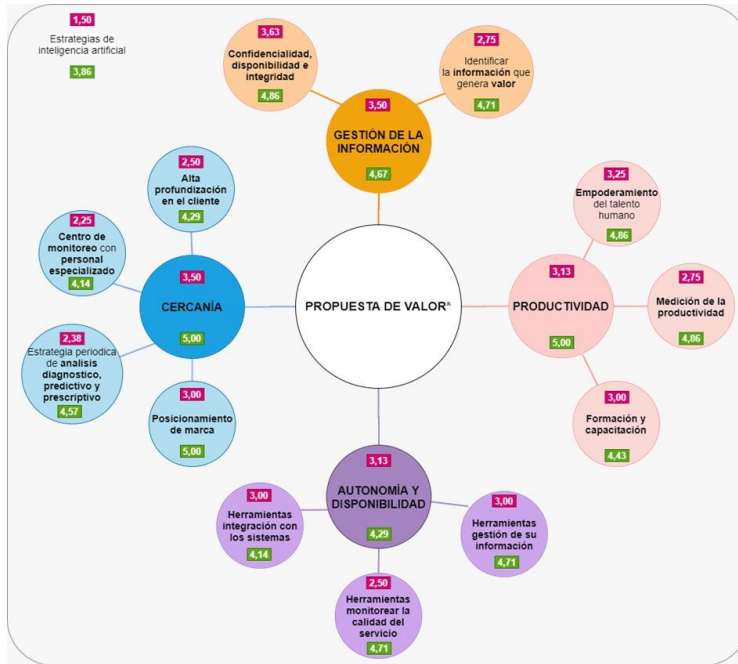 1,50
Estrategias de
inteligencia artificial
3,86
3,63
Confidencialidad,
disponibilidad e
integridad
4,86
2,75
Identificar
la información que
genera valor
4,71
3,50
GESTIÓN DE LA
INFORMACIÓN
4,67
2,50
Alta
profundización
en el cliente
4,29
2,25
Centro de
monitoreo con
personal
especializado
4,14
3,50
CERCANÍA
5,00
2,38
Estrategia periodica
de analisis
diagnostico,
predictivo y
prescriptivo
4,57
3,00
Posicionamiento
de marca
5,00
PROPUESTA DE VALOR*
3,25
Empoderamiento
del talento
humano
4,86
3,13
PRODUCTIVIDAD
5,00
2,75
Medición de la
productividad
4,86
3,00
Formación y
capacitación
4,43
3,13
AUTONOMÍA Y
DISPONIBILIDAD
4,29
3,00
Herramientas
integración con
los sistemas
4,14
3,00
Herramientas
gestión de su
información
4,71
2,50
Herramientas
monitorear la
calidad del
servicio
4,71